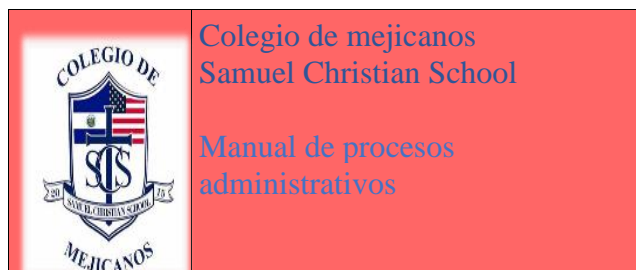 COLEGIO DE
SCS
20 15
SAMUEL CHRISTIAN SCHOOL
MEJICANOS
Colegio de mejicanos
Samuel Christian School
Manual de procesos
administrativos